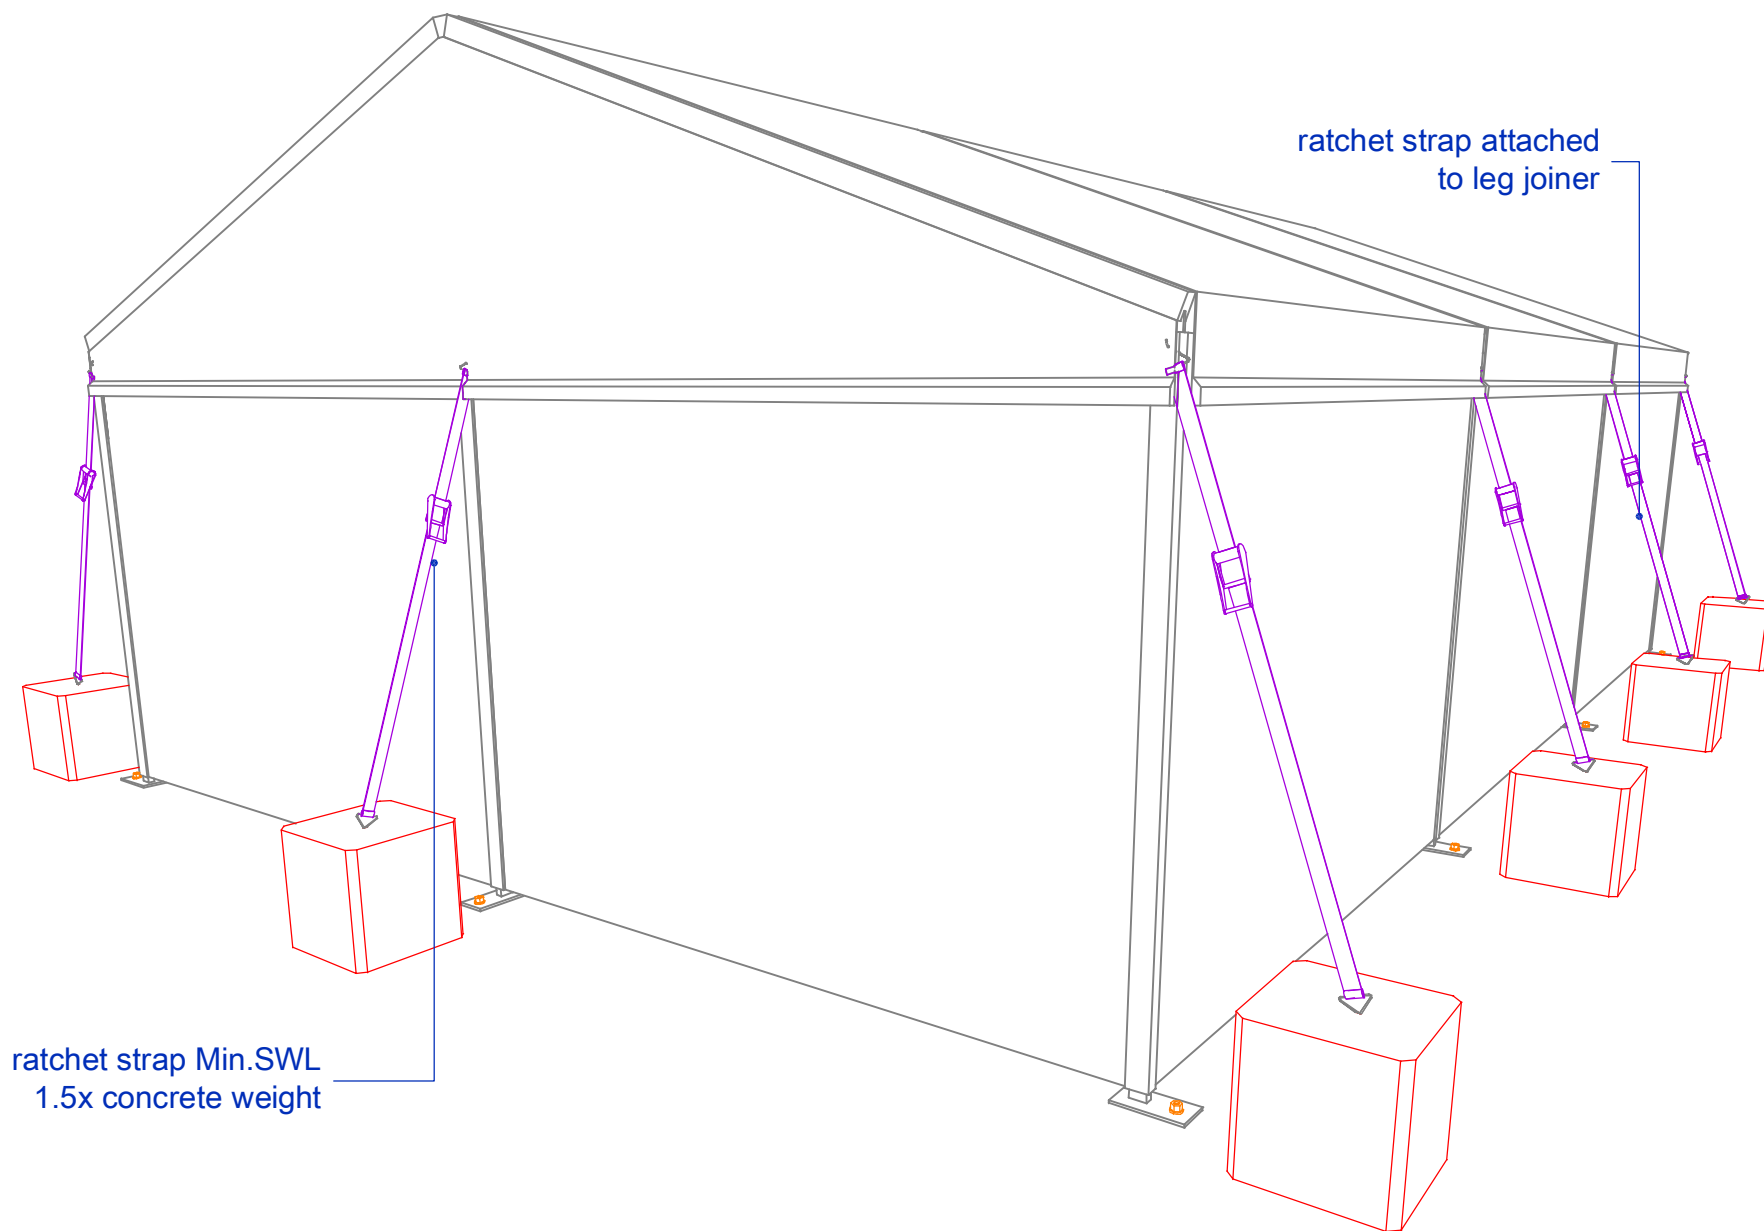 ratchet strap attached
to leg joiner
ratchet strap Min.SWL
1.5x concrete weight